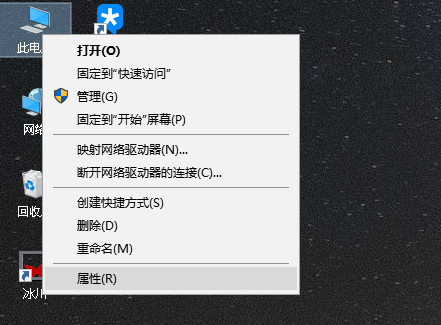 此电
打开(O)
固定到"快速访问"
管理(G)
固定到"开始"屏幕(P)
网络
映射网络驱动器(N)...
断开网络驱动器的连接(C)...
创建快捷方式(S)
回收
删除(D)
重命名(M)
属性(R)
冰川